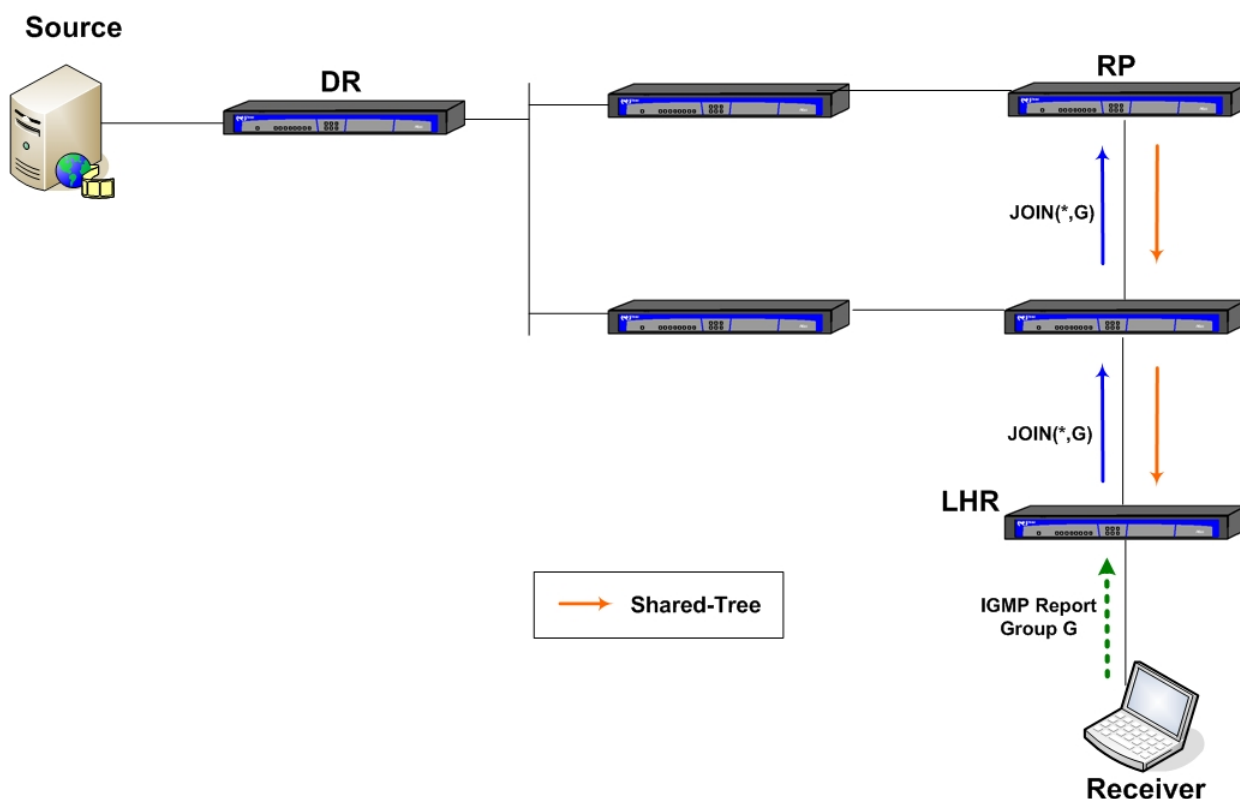 Source
DR
RP
JOIN(*,G)
JOIN(*,G)
LHR
Shared-Tree
IGMP Report
Group G
Receiver